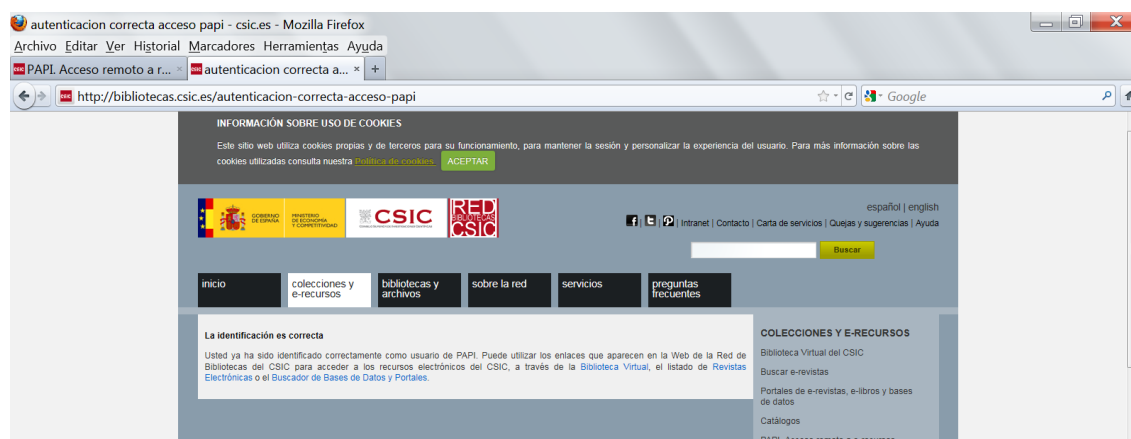 autenticacion correcta acceso papi - csic.es - Mozilla Firefox
Archivo Editar Ver Historial Marcadores Herramientas Ayuda
PAPI. Acceso remoto a r... × autenticacion correcta a... × +
http://bibliotecas.csic.es/autenticacion-correcta-acceso-papi Google
INFORMACIÓN SOBRE USO DE COOKIES
Este sitio web utiliza cookies propias y de terceros para su funcionamiento, para mantener la sesión y personalizar la experiencia del usuario. Para más información sobre las
cookies utilizadas consulta nuestra Política de cookies. ACEPTAR
español | english
GOBIERNO DE ESPAÑA
MINISTERIO DE ECONOMÍA Y COMPETITIVIDAD
CSIC
RED BIBLIOTECAS CSIC
| Intranet | Contacto | Carta de servicios | Quejas y sugerencias | Ayuda
Buscar
inicio
colecciones y
e-recursos
bibliotecas y
archivos
sobre la red
servicios
preguntas
frecuentes
La identificación es correcta
Usted ya ha sido identificado correctamente como usuario de PAPI. Puede utilizar los enlaces que aparecen en la Web de la Red de
Bibliotecas del CSIC para acceder a los recursos electrónicos del CSIC, a través de la Biblioteca Virtual, el listado de Revistas
Electrónicas o el Buscador de Bases de Datos y Portales.
COLECCIONES Y E-RECURSOS
Biblioteca Virtual del CSIC
Buscar e-revistas
Portales de e-revistas, e-libros y bases
de datos
Catálogos
PAPI. Acceso remoto a e-recursos